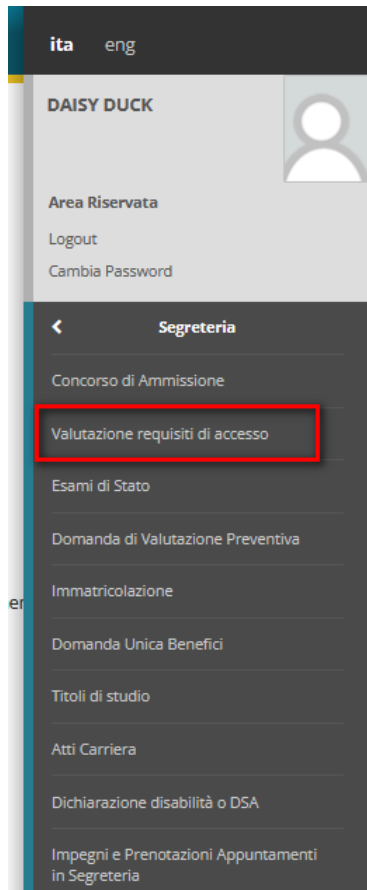 ita eng
DAISY DUCK
Area Riservata
Logout
Cambia Password
Segreteria
Concorso di Ammissione
Valutazione requisiti di accesso
Esami di Stato
Domanda di Valutazione Preventiva
Immatricolazione
er
Domanda Unica Benefici
Titoli di studio
Atti Carriera
Dichiarazione disabilità o DSA
Impegni e Prenotazioni Appuntamenti
in Segreteria